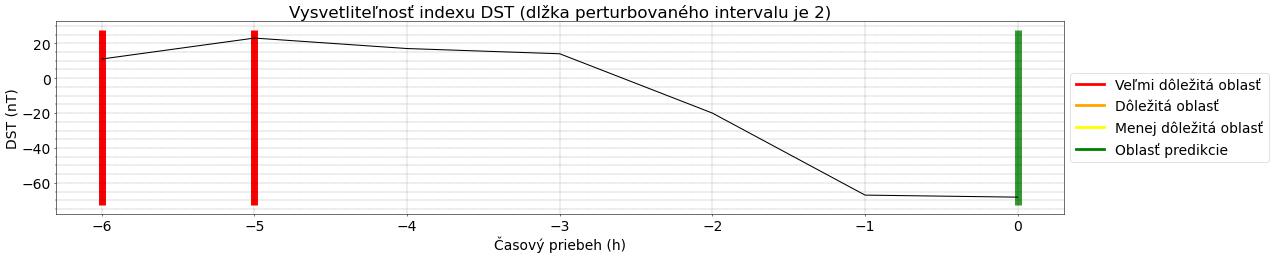 Vysvetliteľnosť indexu DST (dlžka perturbovaného intervalu je 2)
DST (nT)
20
0
−20
−40
−60
−6
−5
−4
−3
−2
−1
0
Časový priebeh (h)
Veľmi dôležitá oblasť
Dôležitá oblasť
Menej dôležitá oblasť
Oblasť predikcie